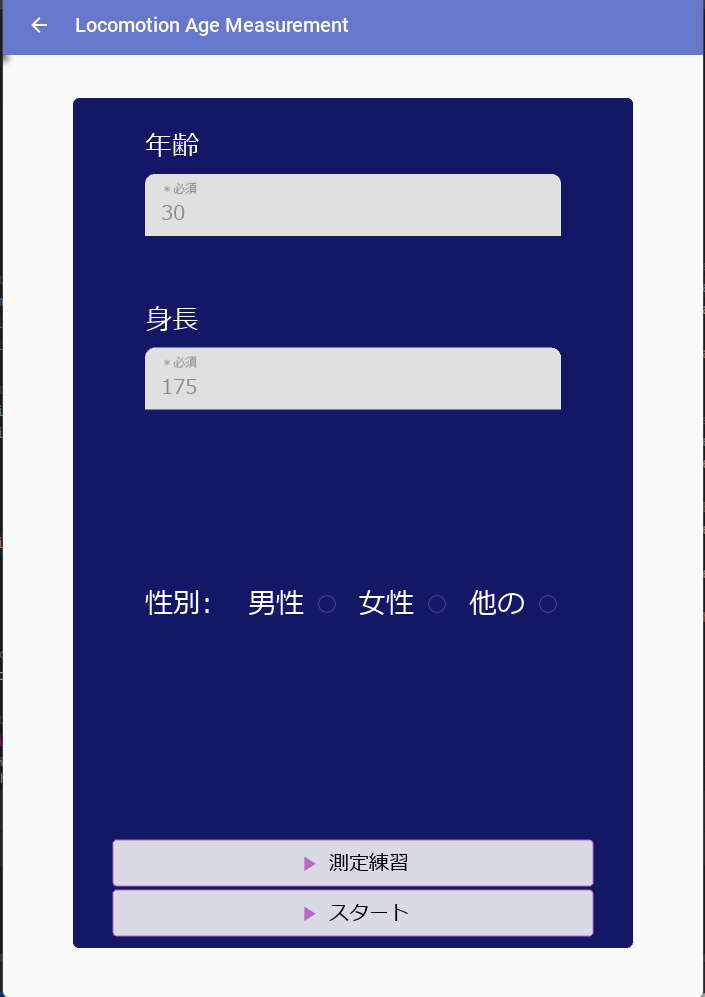 Locomotion Age Measurement
年齢
*必須
30
身長
*必須
175
性別: 男性 女性 他の
測定練習
スタート